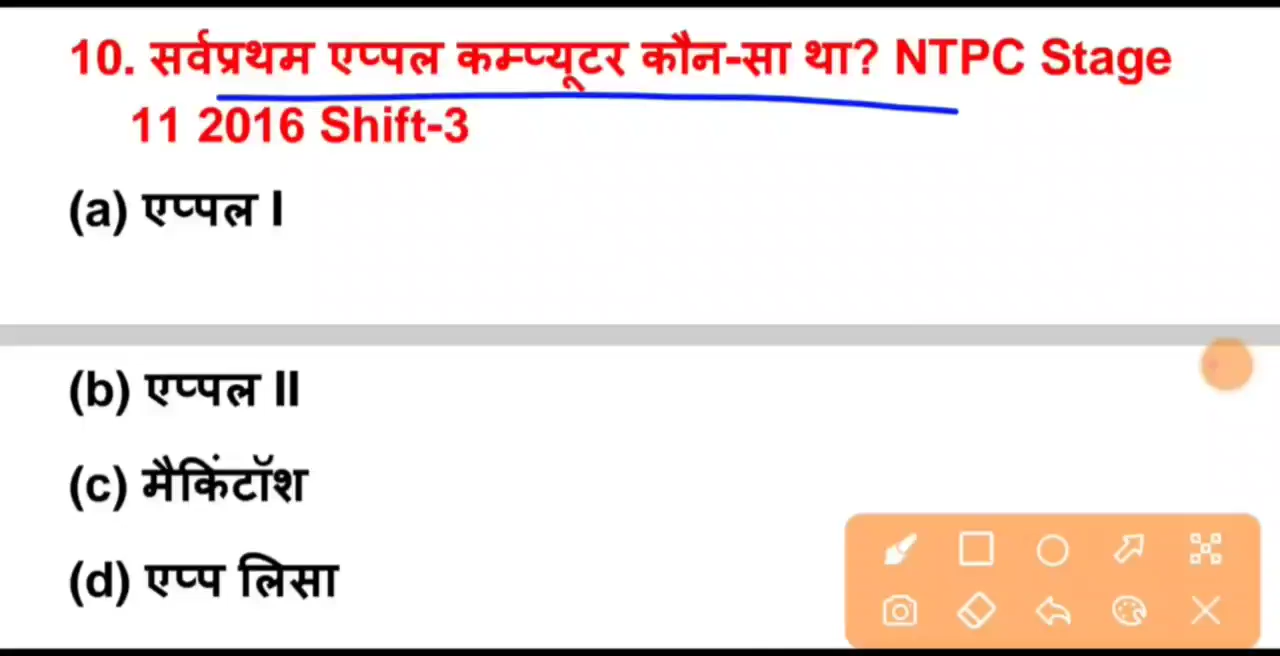 10. सर्वप्रथम एप्पल कम्प्यूटर कौन-सा था? NTPC Stage
11 2016 Shift-3
(a) एप्पल I
(b) एप्पल II
(c) मैकिंटॉश
(d) एप्प लिसा